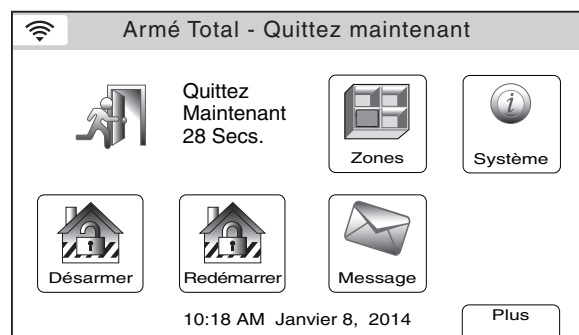 Armé Total - Quittez maintenant
Quittez
Maintenant
28 Secs.
Zones
Système
Désarmer
Redémarrer
Message
10:18 AM Janvier 8, 2014
Plus